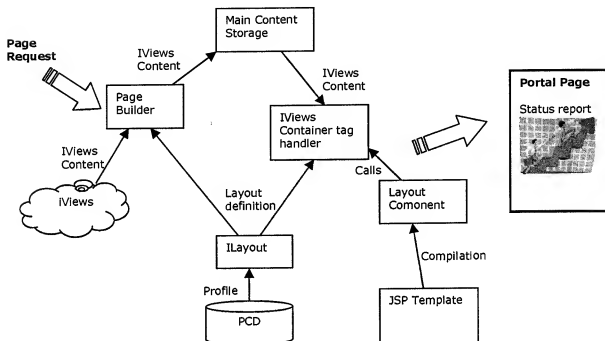 Main Content
Storage
Page
Request
IViews
Content
IViews
Content
Page
Builder
IViews
Container tag
handler
Portal Page
Status report
IViews
Content
iViews
Layout
definition
Calls
Layout
Comonent
ILayout
Compilation
Profile
PCD
JSP Template